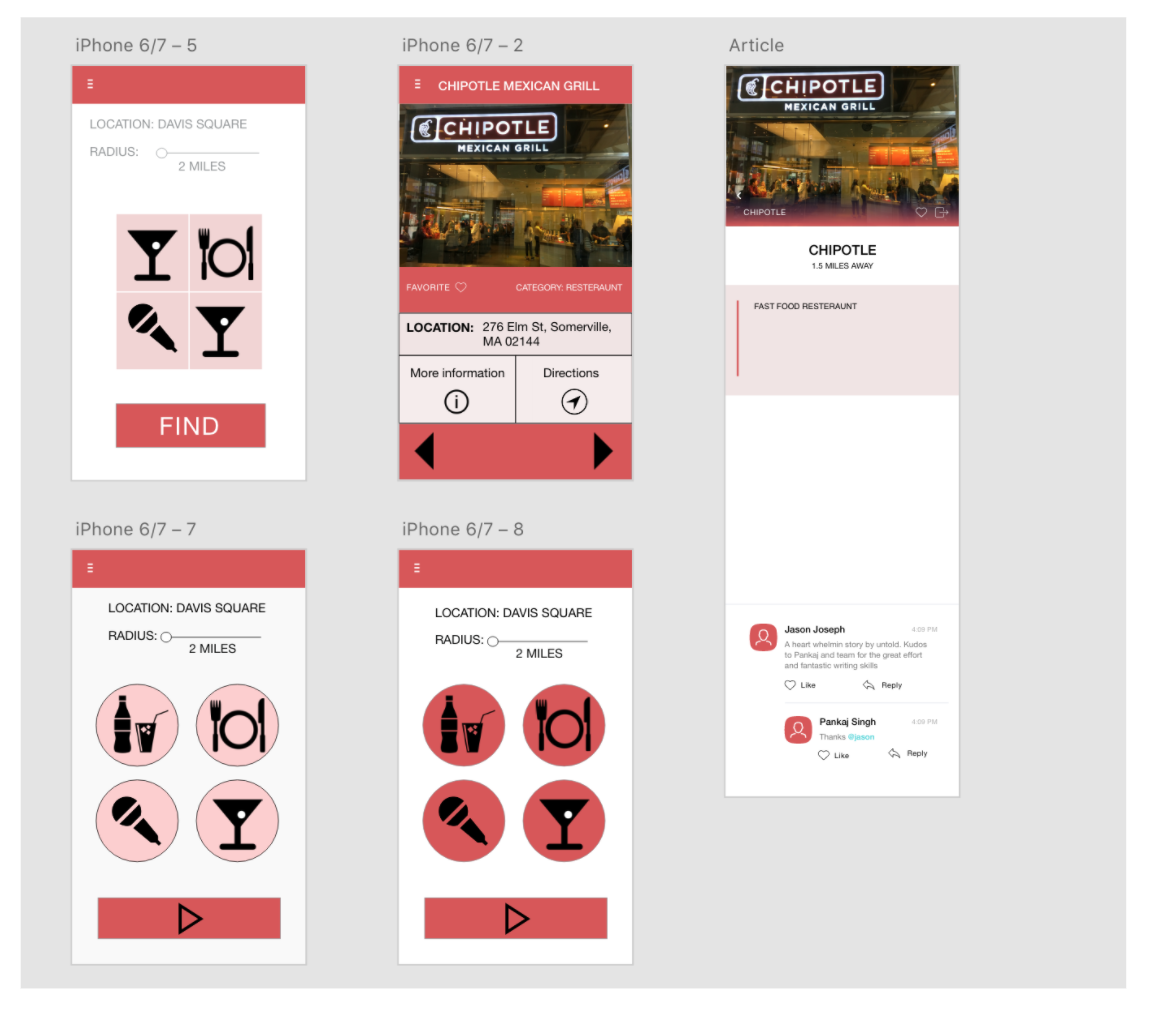 iPhone 6/7 – 5
LOCATION: DAVIS SQUARE
RADIUS:
2 MILES
FIND
iPhone 6/7 – 2
CHIPOTLE MEXICAN GRILL
CHIPOTLE
MEXICAN GRILL
FAVORITE
CATEGORY: RESTERAUNT
LOCATION: 276 Elm St, Somerville,
MA 02144
More information
Directions
Article
CHIPOTLE
MEXICAN GRILL
CHIPOTLE
CHIPOTLE
1.5 MILES AWAY
FAST FOOD RESTERAUNT
Jason Joseph 4:09 PM
A heart whelmin story by untold. Kudos
to Pankaj and team for the great effort
and fantastic writing skills
Like Reply
Pankaj Singh 4:09 PM
Thanks @jason
Like Reply
iPhone 6/7 – 7
LOCATION: DAVIS SQUARE
RADIUS:
2 MILES
iPhone 6/7 – 8
LOCATION: DAVIS SQUARE
RADIUS:
2 MILES